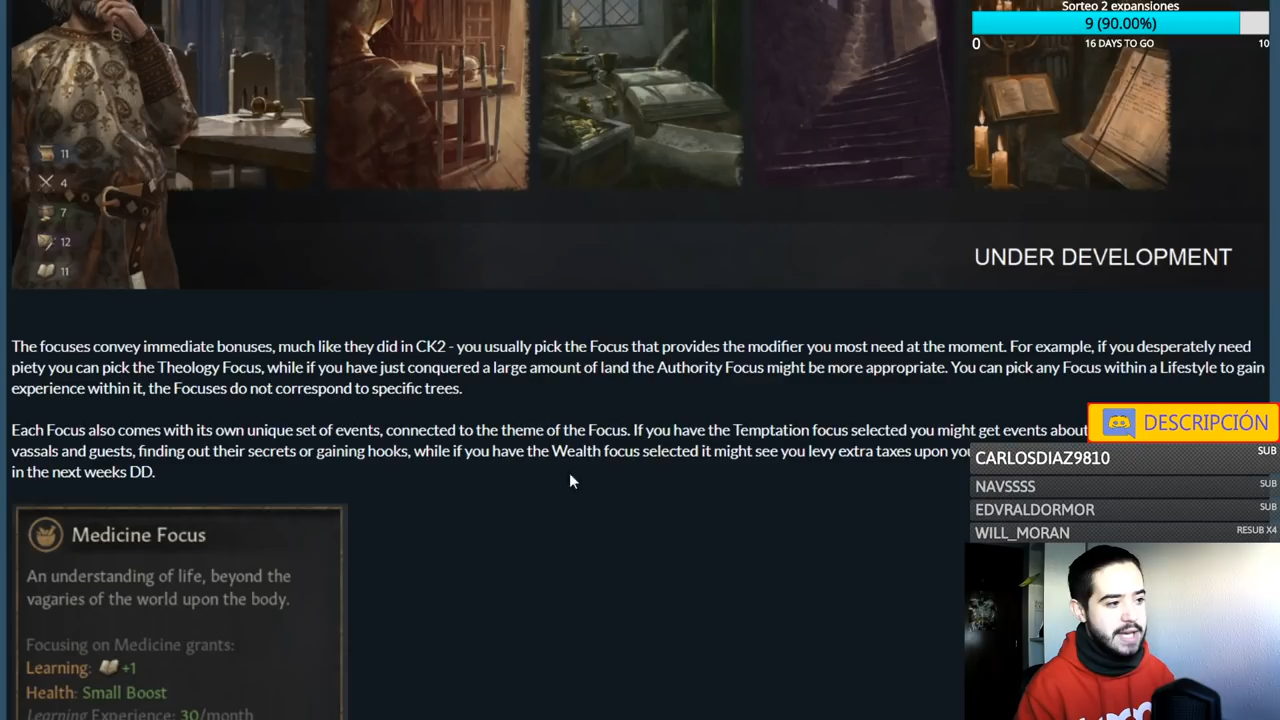 Sorteo 2 expansiones
9 (90.00%)
0
16 DAYS TO GO
10
11
4
7
12
11
UNDER DEVELOPMENT
The focuses convey immediate bonuses, much like they did in CK2 - you usually pick the Focus that provides the modifier you most need at the moment. For example, if you desperately need
piety you can pick the Theology Focus, while if you have just conquered a large amount of land the Authority Focus might be more appropriate. You can pick any Focus within a Lifestyle to gain
experience within it, the Focuses do not correspond to specific trees.
Each Focus also comes with its own unique set of events, connected to the theme of the Focus. If you have the Temptation focus selected you might get events about
vassals and guests, finding out their secrets or gaining hooks, while if you have the Wealth focus selected it might see you levy extra taxes upon
in the next weeks DD.
DESCRIPCIÓN
CARLOSDIAZ9810 SUB
NAVSSSS SUB
EDVRALDORMOR SUB
WILL_MORAN RESUB X4
Medicine Focus
An understanding of life, beyond the
vagaries of the world upon the body.
Focusing on Medicine grants:
Learning: +1
Health: Small Boost
Learning Experience: 30/month